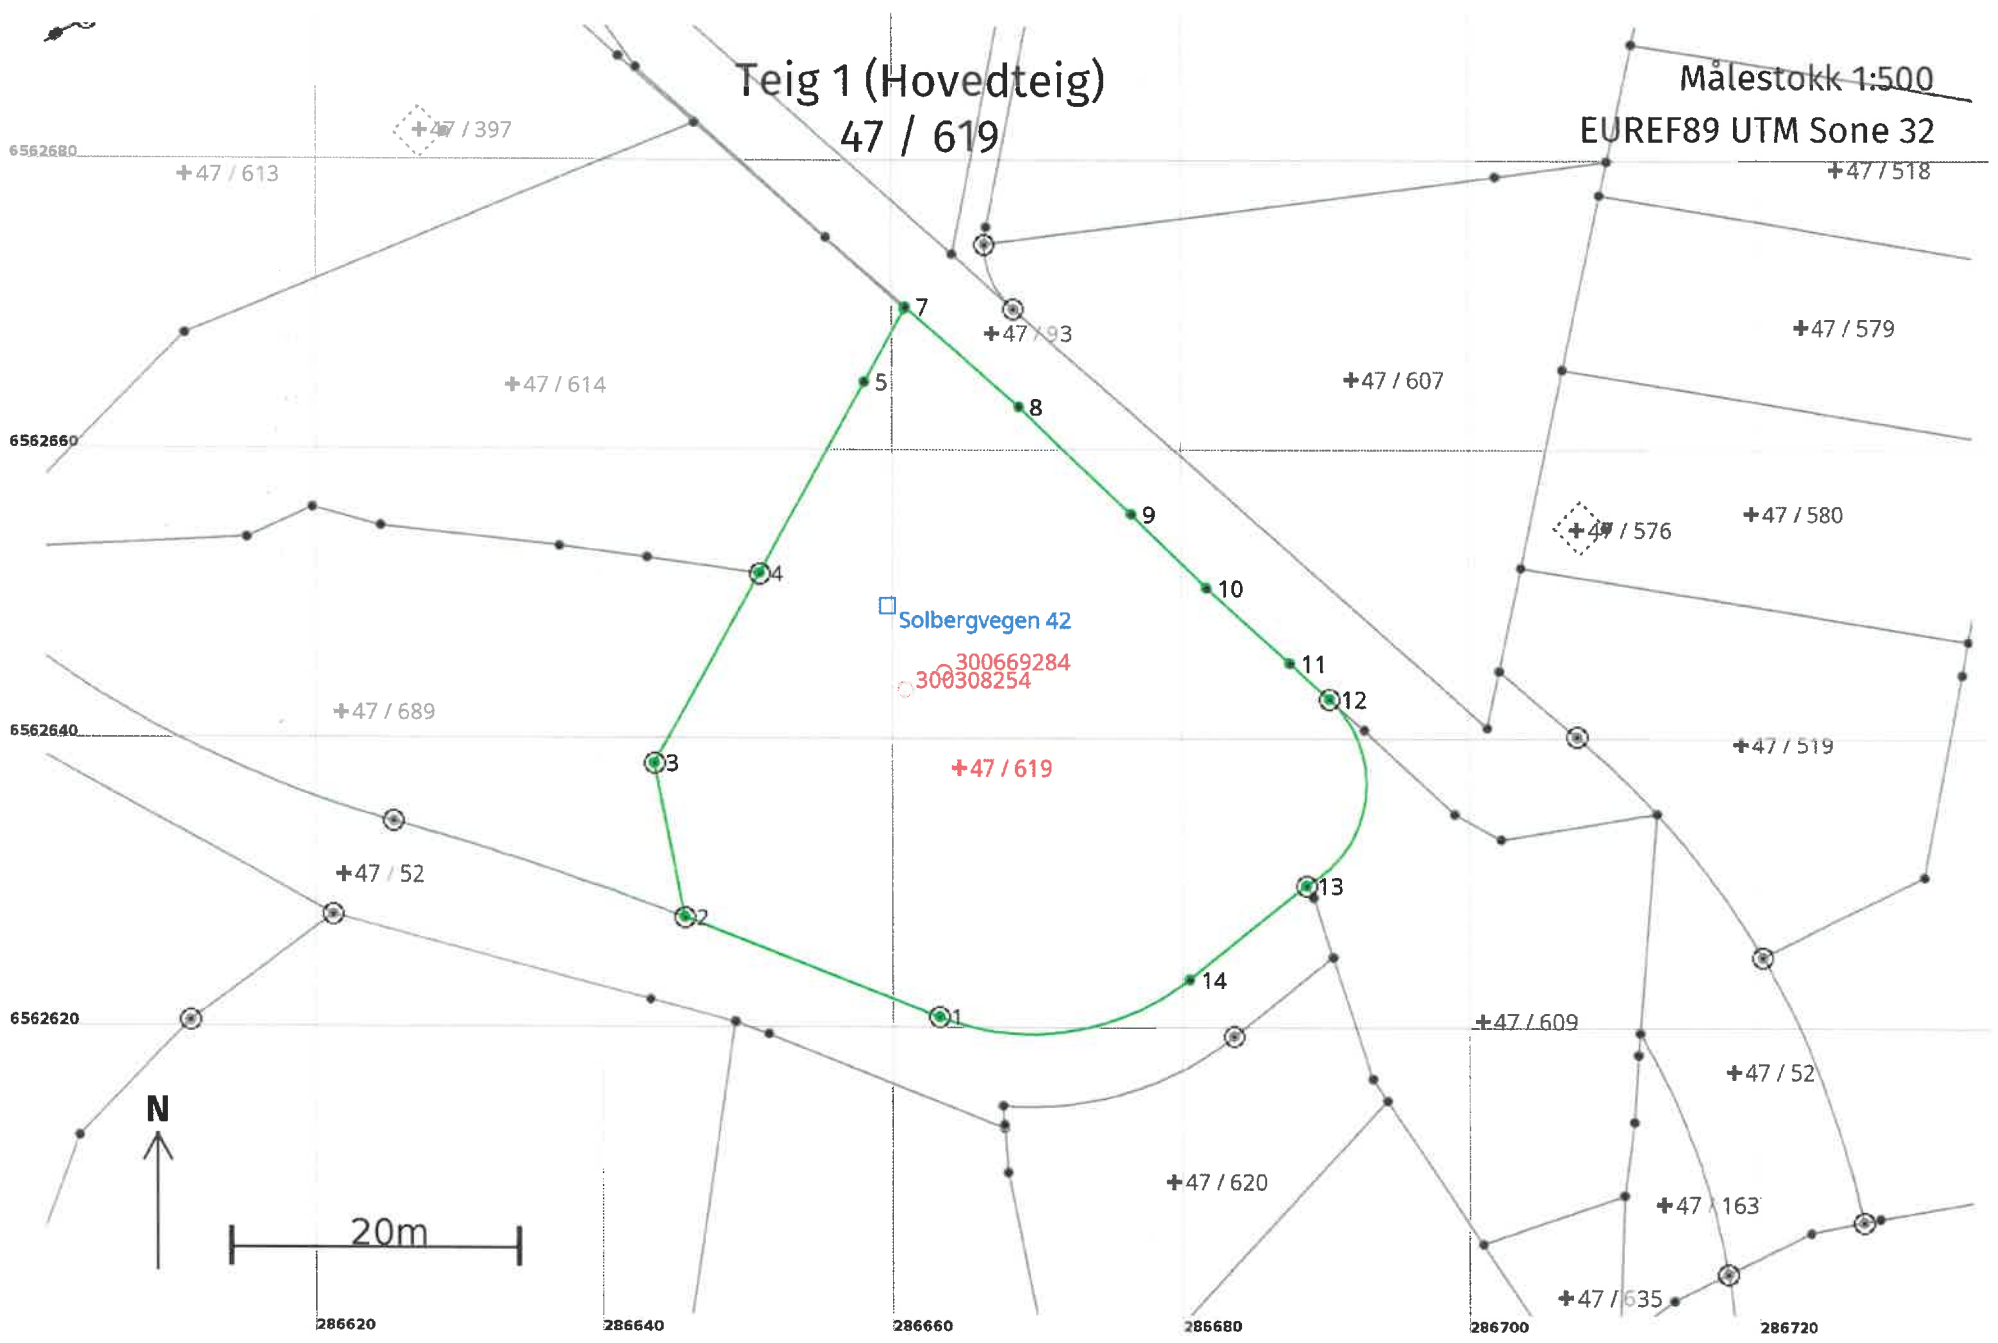 Teig 1 (Hovedteig)
47 / 619
Målestokk 1:500
EUREF89 UTM Sone 32
47 / 397
6562680
47 / 613
47 / 518
7
47 / 93
47 / 579
5
47 / 614
47 / 607
8
6562660
9
47 / 580
47 / 576
4
10
Solbergvegen 42
11
300669284
300308254
12
47 / 689
6562640
47 / 519
3
47 / 619
47 / 52
13
2
14
6562620
1
47 / 609
47 / 52
N
47 / 620
47 / 163
20m
47 / 635
286620
286640
286660
286680
286700
286720